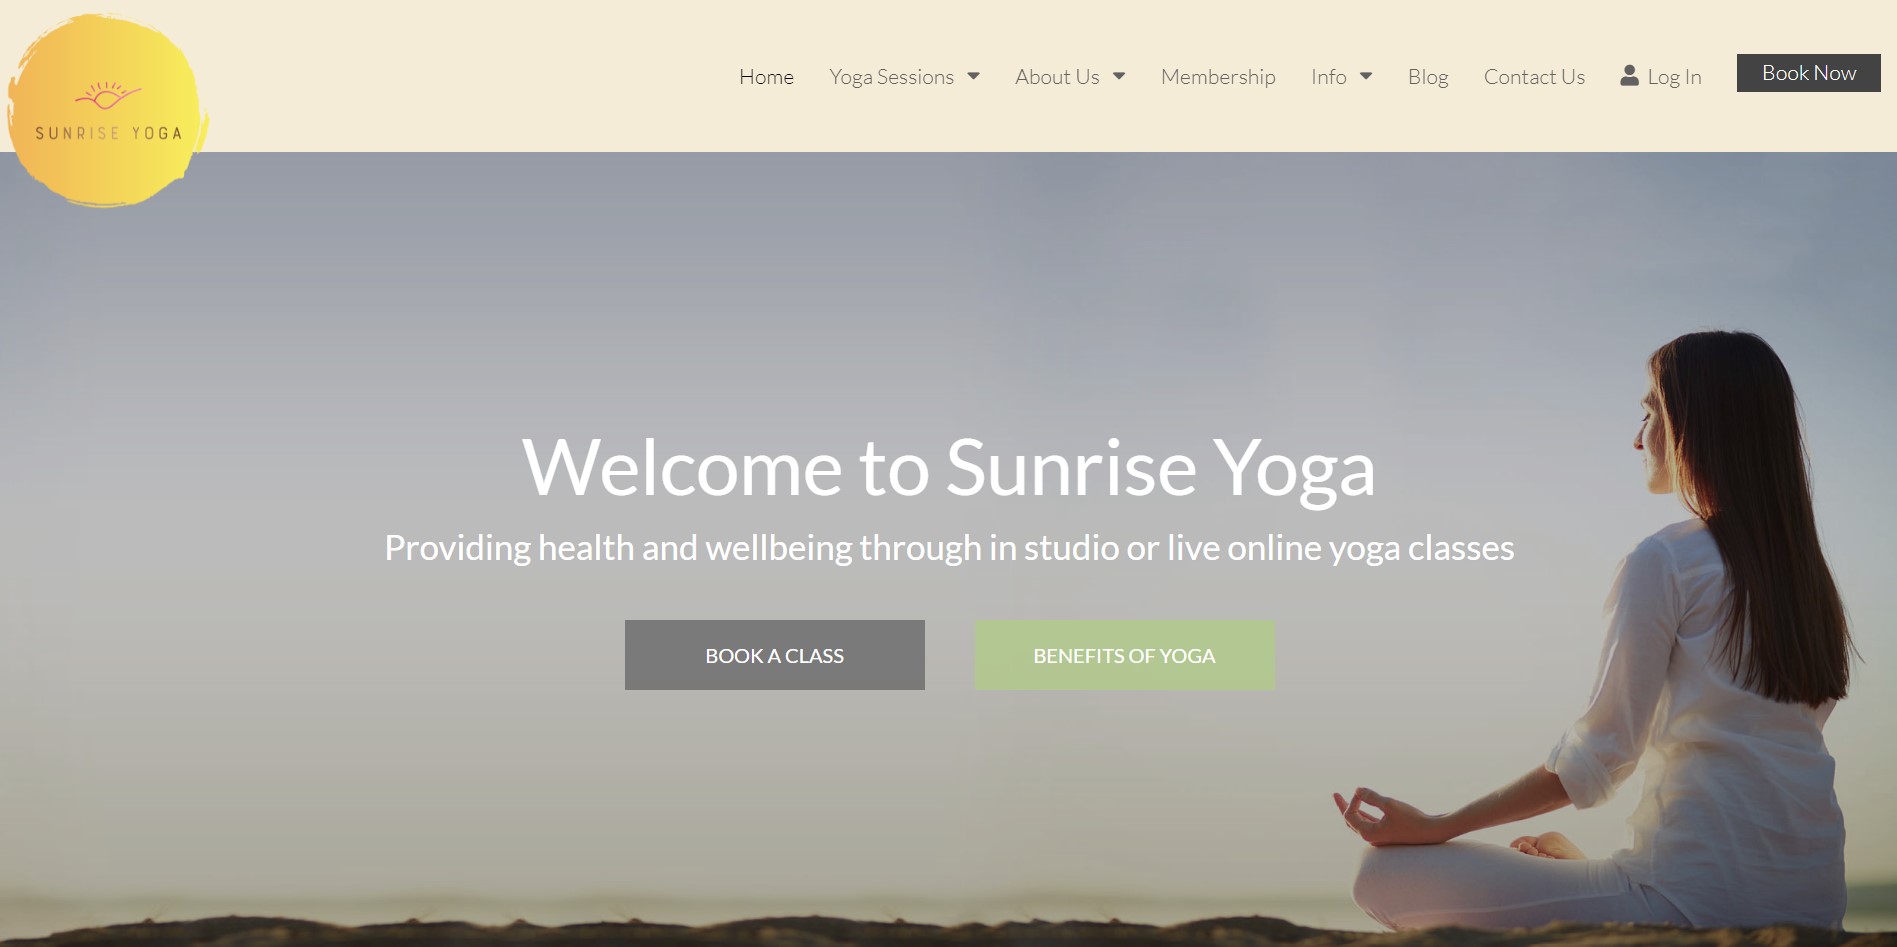 SUNRISE YOGA
Home Yoga Sessions About Us Membership Info Blog Contact Us Log In Book Now
Welcome to Sunrise Yoga
Providing health and wellbeing through in studio or live online yoga classes
BOOK A CLASS BENEFITS OF YOGA